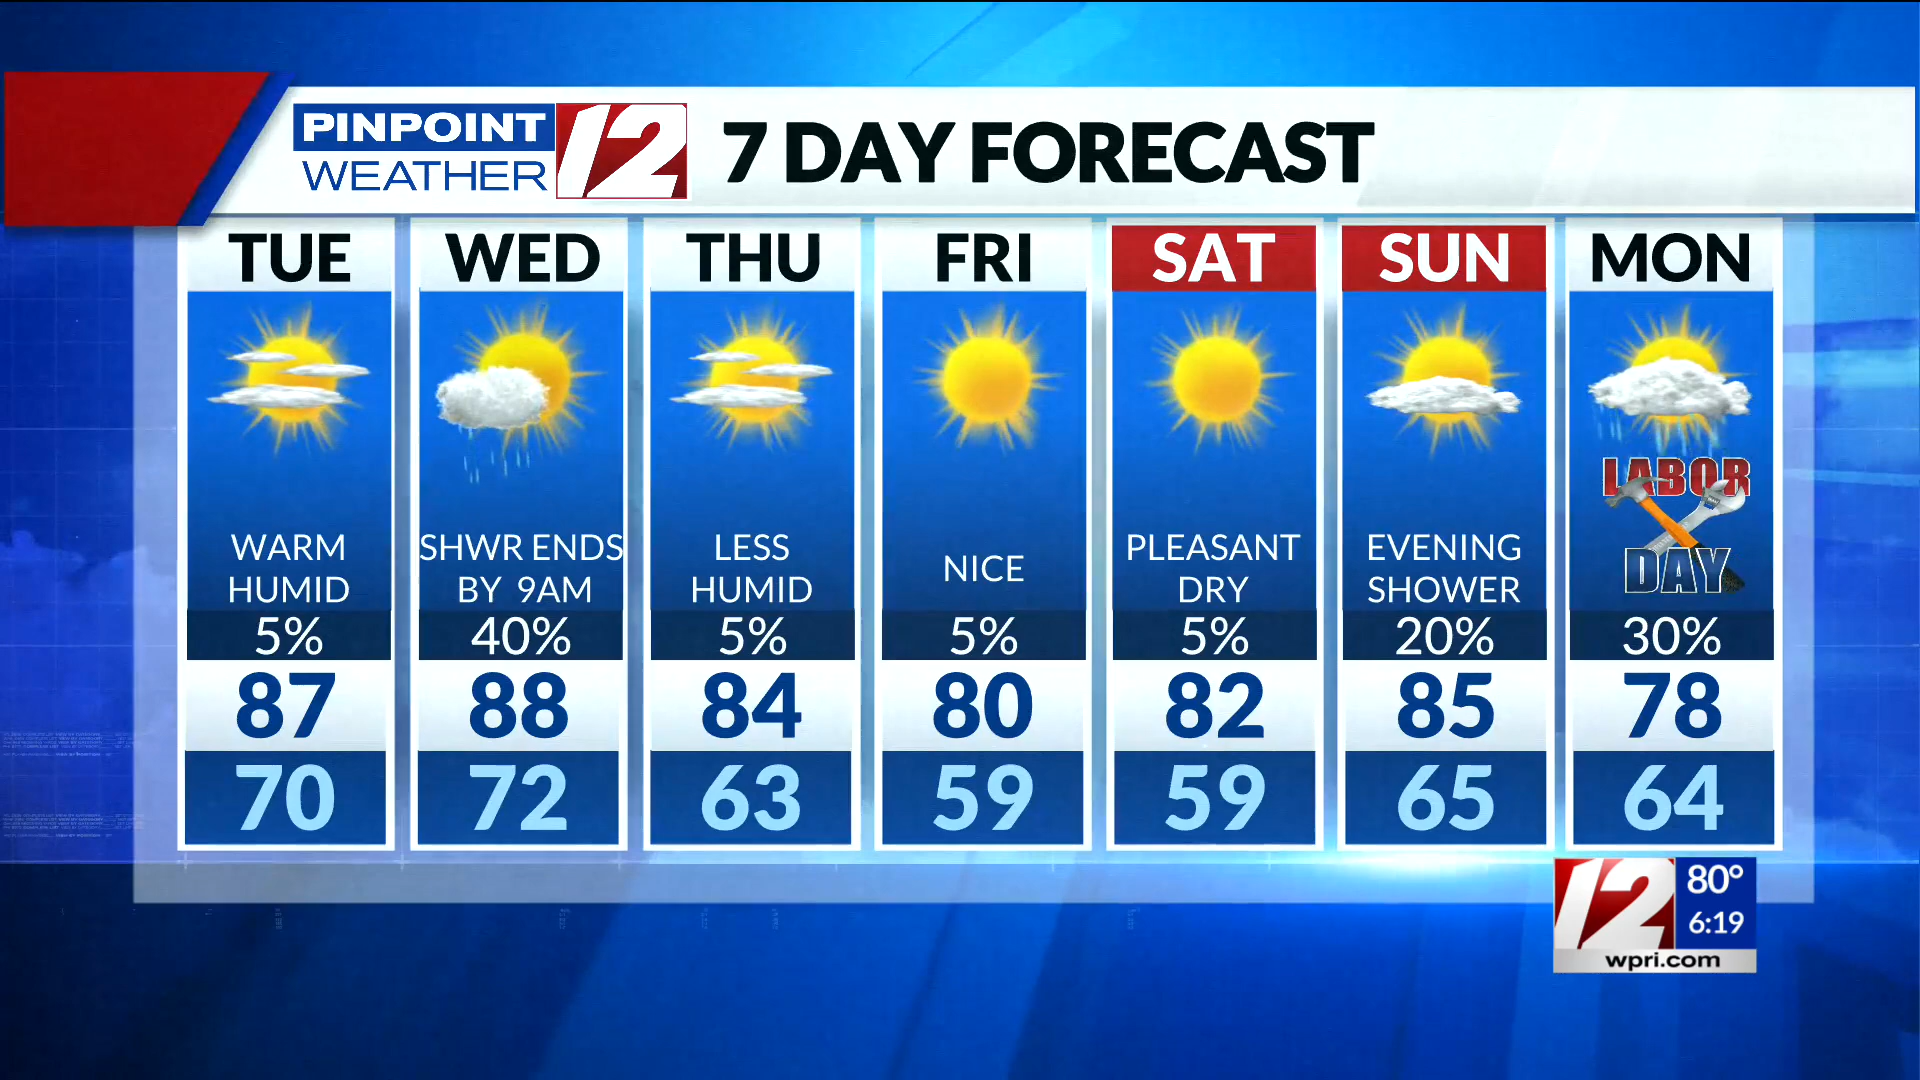 PINPOINT
WEATHER
12
7 DAY FORECAST
TUE
WARM
HUMID
5%
87
70
WED
SHWR ENDS
BY 9AM
40%
88
72
THU
LESS
HUMID
5%
84
63
FRI
NICE
5%
80
59
SAT
PLEASANT
DRY
5%
82
59
SUN
EVENING
SHOWER
20%
85
65
MON
LABOR
DAY
30%
78
64
12
80°
6:19
wpri.com